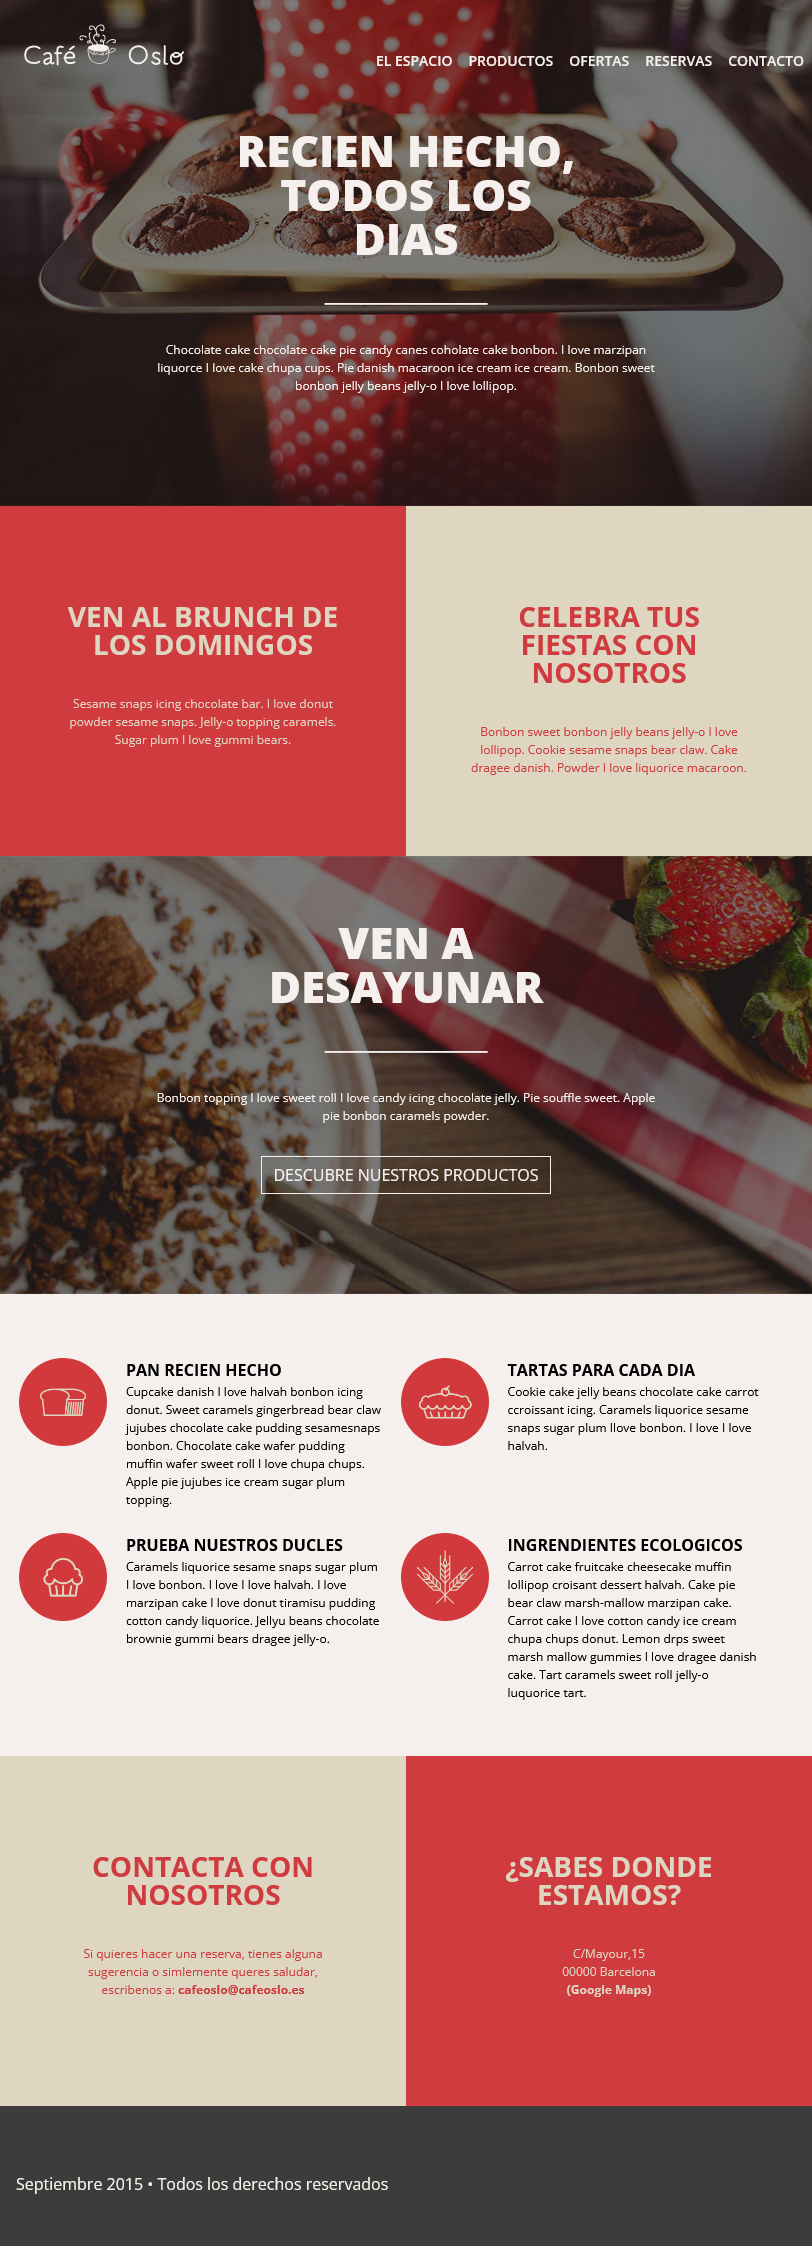 Café Oslo
EL ESPACIO PRODUCTOS OFERTAS RESERVAS CONTACTO
RECIEN HECHO,
TODOS LOS
DIAS
Chocolate cake chocolate cake pie candy canes coholate cake bonbon. I love marzipan
liquorce I love cake chupa cups. Pie danish macaroon ice cream ice cream. Bonbon sweet
bonbon jelly beans jelly-o I love lollipop.
VEN AL BRUNCH DE
LOS DOMINGOS
Sesame snaps icing chocolate bar. I love donut
powder sesame snaps. Jelly-o topping caramels.
Sugar plum I love gummi bears.
CELEBRA TUS
FIESTAS CON
NOSOTROS
Bonbon sweet bonbon jelly beans jelly-o I love
lollipop. Cookie sesame snaps bear claw. Cake
dragee danish. Powder I love liquorice macaroon.
VEN A
DESAYUNAR
Bonbon topping I love sweet roll I love candy icing chocolate jelly. Pie souffle sweet. Apple
pie bonbon caramels powder.
DESCUBRE NUESTROS PRODUCTOS
PAN RECIEN HECHO
Cupcake danish I love halvah bonbon icing
donut. Sweet caramels gingerbread bear claw
jujubes chocolate cake pudding sesamesnaps
bonbon. Chocolate cake wafer pudding
muffin wafer sweet roll I love chupa chups.
Apple pie jujubes ice cream sugar plum
topping.
TARTAS PARA CADA DIA
Cookie cake jelly beans chocolate cake carrot
ccroissant icing. Caramels liquorice sesame
snaps sugar plum Ilove bonbon. I love I love
halvah.
PRUEBA NUESTROS DUCLES
Caramels liquorice sesame snaps sugar plum
I love bonbon. I love I love halvah. I love
marzipan cake I love donut tiramisu pudding
cotton candy liquorice. Jellyu beans chocolate
brownie gummi bears dragee jelly-o.
INGRENDIENTES ECOLOGICOS
Carrot cake fruitcake cheesecake muffin
lollipop croisant dessert halvah. Cake pie
bear claw marsh-mallow marzipan cake.
Carrot cake I love cotton candy ice cream
chupa chups donut. Lemon drps sweet
marsh mallow gummies I love dragee danish
cake. Tart caramels sweet roll jelly-o
luquorice tart.
CONTACTA CON
NOSOTROS
Si quieres hacer una reserva, tienes alguna
sugerencia o simlemente queres saludar,
escribenos a: cafeoslo@cafeoslo.es
¿SABES DONDE
ESTAMOS?
C/Mayour,15
00000 Barcelona
(Google Maps)
Septiembre 2015 • Todos los derechos reservados